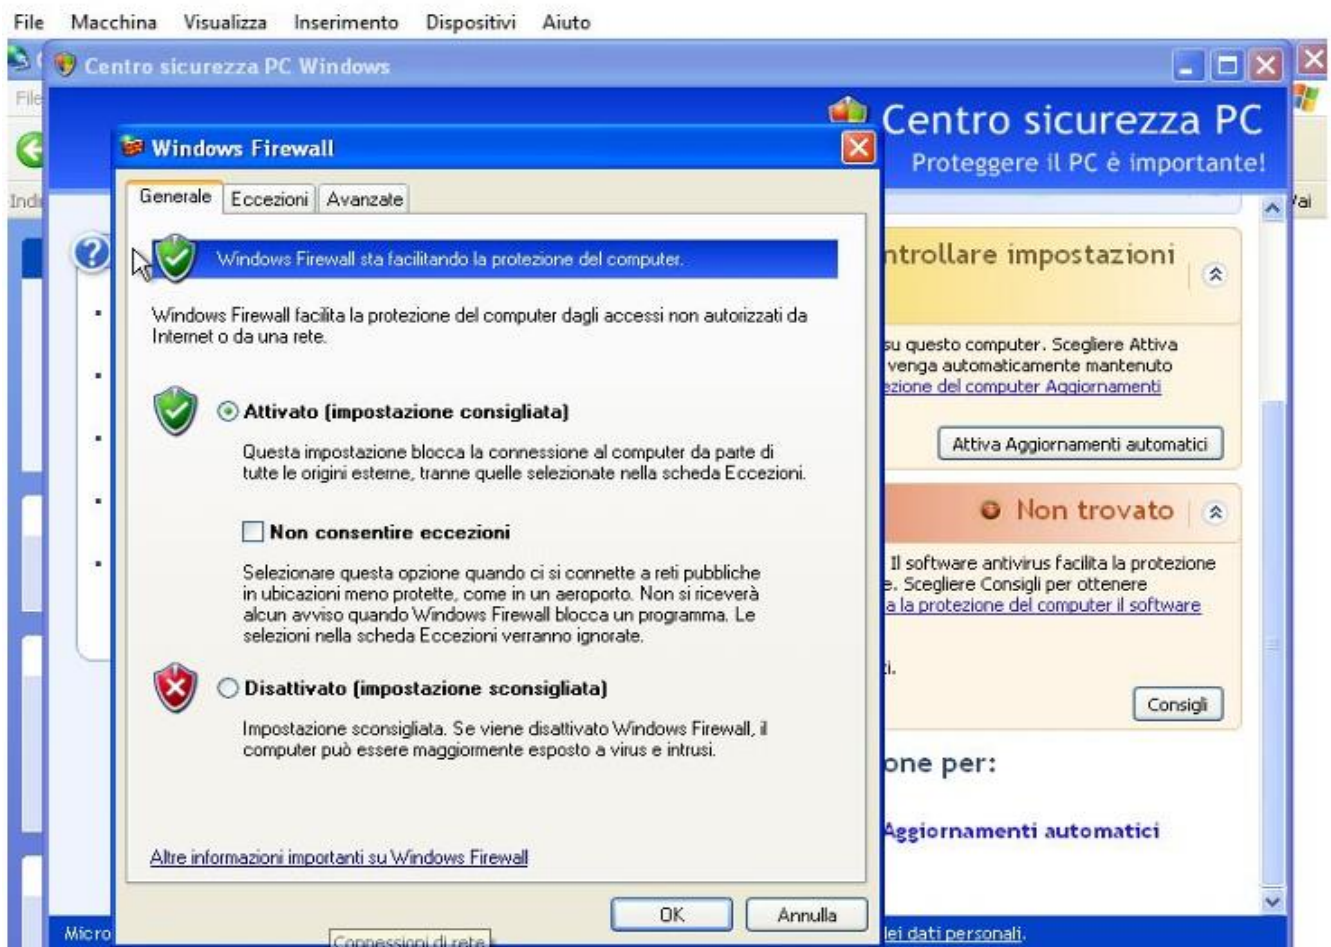 File Macchina Visualizza Inserimento Dispositivi Aiuto
Centro sicurezza PC Windows
File
Centro sicurezza PC
Proteggere il PC è importante!
Windows Firewall
Generale Eccezioni Avanzate
Windows Firewall sta facilitando la protezione del computer.
Windows Firewall facilita la protezione del computer dagli accessi non autorizzati da
Internet o da una rete.
Attivato (impostazione consigliata)
Questa impostazione blocca la connessione al computer da parte di
tutte le origini esterne, tranne quelle selezionate nella scheda Eccezioni.
Non consentire eccezioni
Selezionare questa opzione quando ci si connette a reti pubbliche
in ubicazioni meno protette, come in un aeroporto. Non si riceverà
alcun avviso quando Windows Firewall blocca un programma. Le
selezioni nella scheda Eccezioni verranno ignorate.
Disattivato (impostazione sconsigliata)
Impostazione sconsigliata. Se viene disattivato Windows Firewall, il
computer può essere maggiormente esposto a virus e intrusi.
Altre informazioni importanti su Windows Firewall
OK Annulla
ntrollare impostazioni
su questo computer. Scegliere Attiva
venga automaticamente mantenuto
ezione del computer Aggiornamenti
Attiva Aggiornamenti automatici
Non trovato
Il software antivirus facilita la protezione
e. Scegliere Consigli per ottenere
a la protezione del computer il software
Consigli
one per:
Aggiornamenti automatici
Micro
Connessioni di rete
lei dati personali.